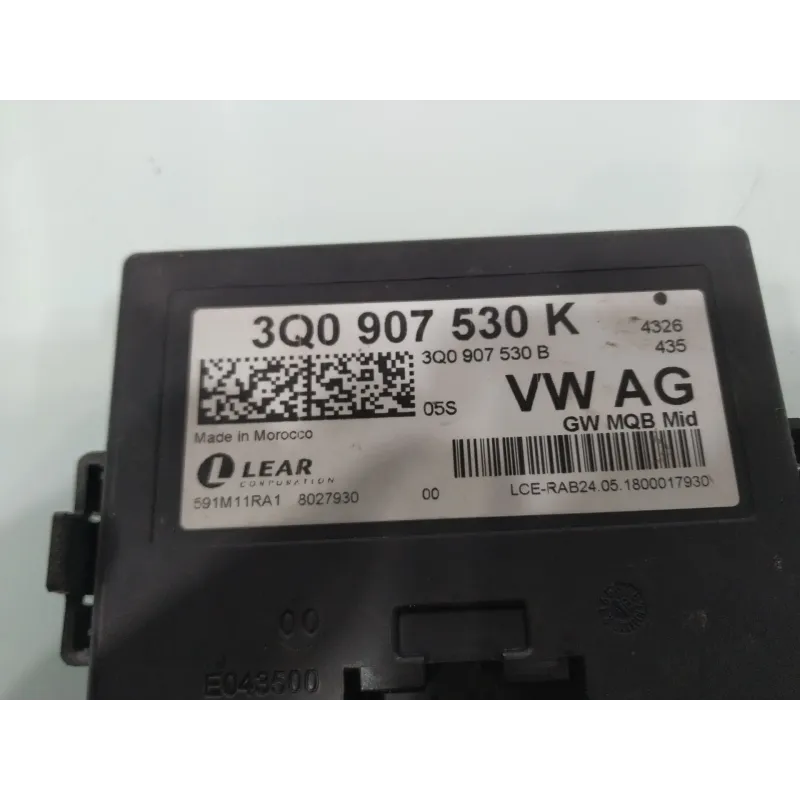 3Q0 907 530 K
4326
3Q0 907 530 B
435
05S
VW AG
GW MQB Mid
Made in Morocco
LEAR
CORPORATION
591M11RA1 8027930
00
LCE-RAB24.05.1800017930
00
E043500